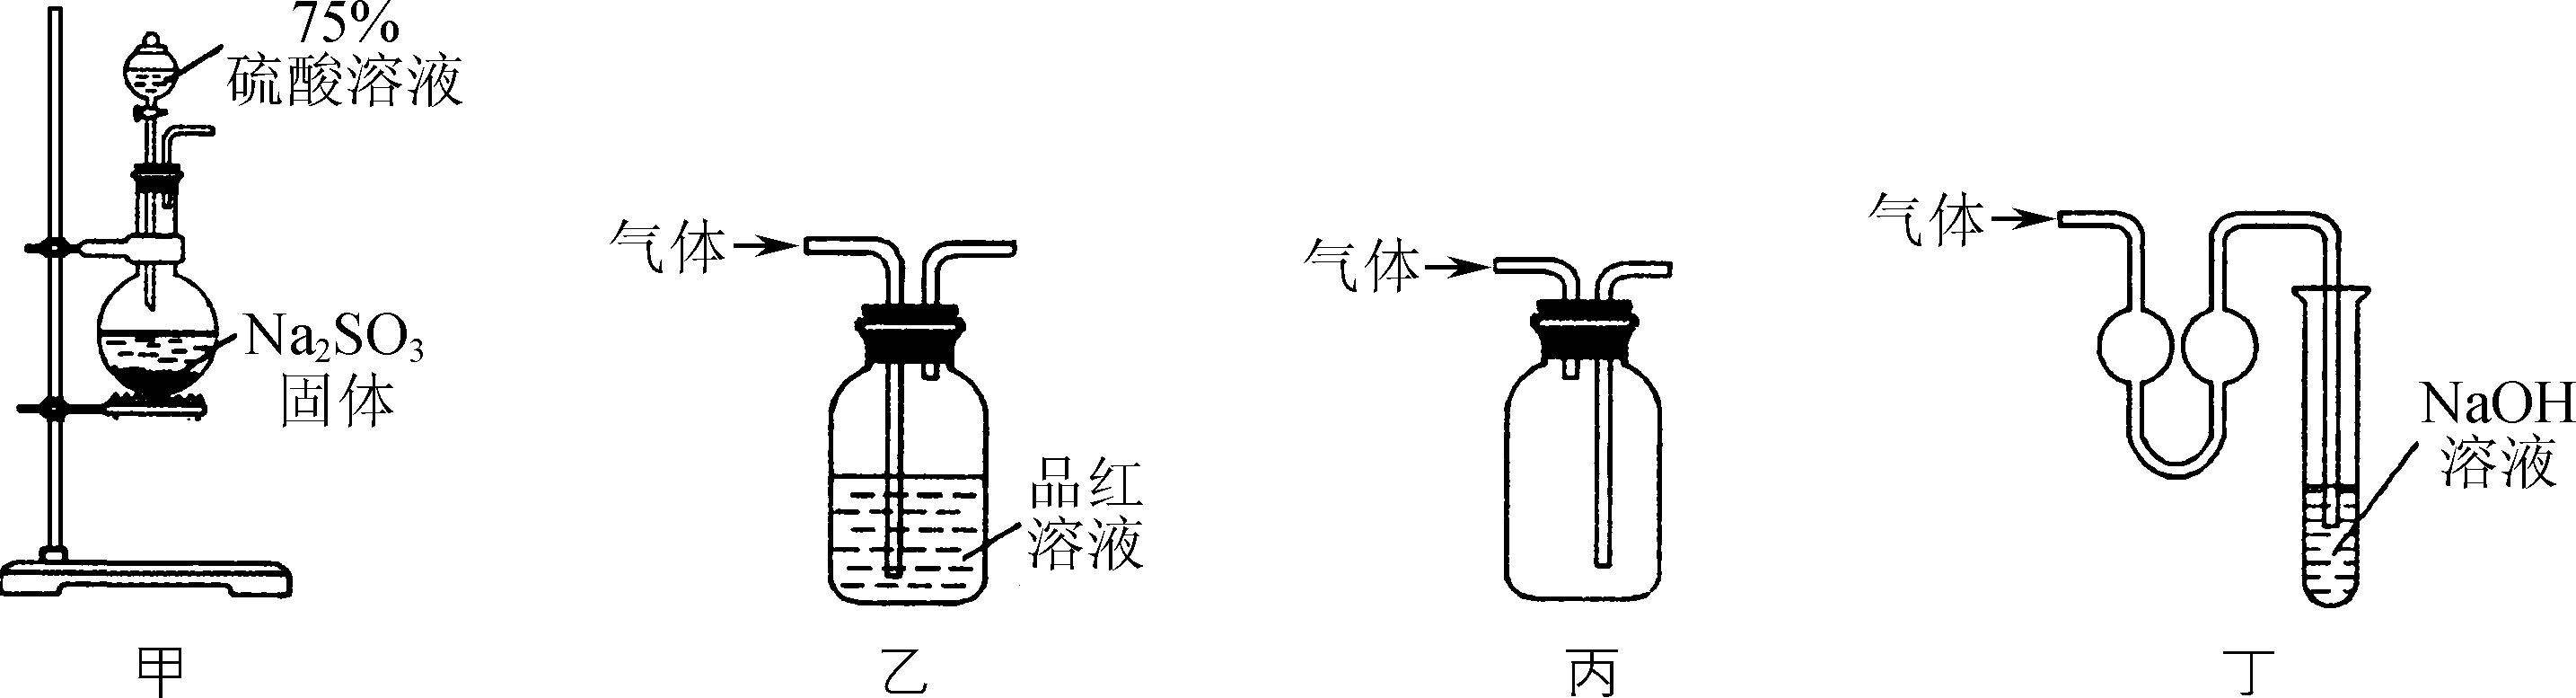 75%
硫酸溶液
Na₂SO₃
固体
甲
气体
品红
溶液
乙
气体
丙
气体
NaOH
溶液
丁